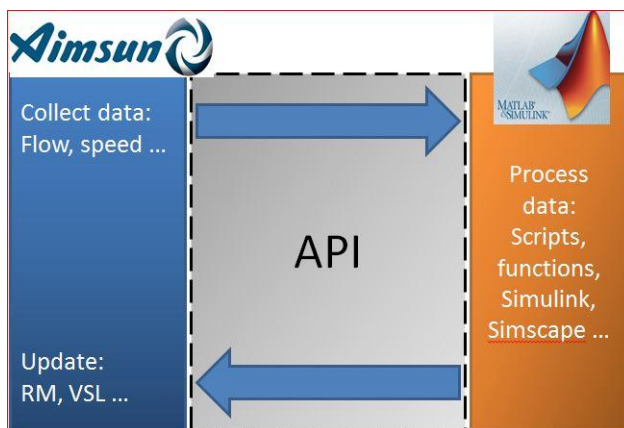 Aimsun
Collect data:
Flow, speed ...
API
Update:
RM, VSL ...
MATLAB®
&SIMULINK®
Process
data:
Scripts,
functions,
Simulink,
Simscape ...